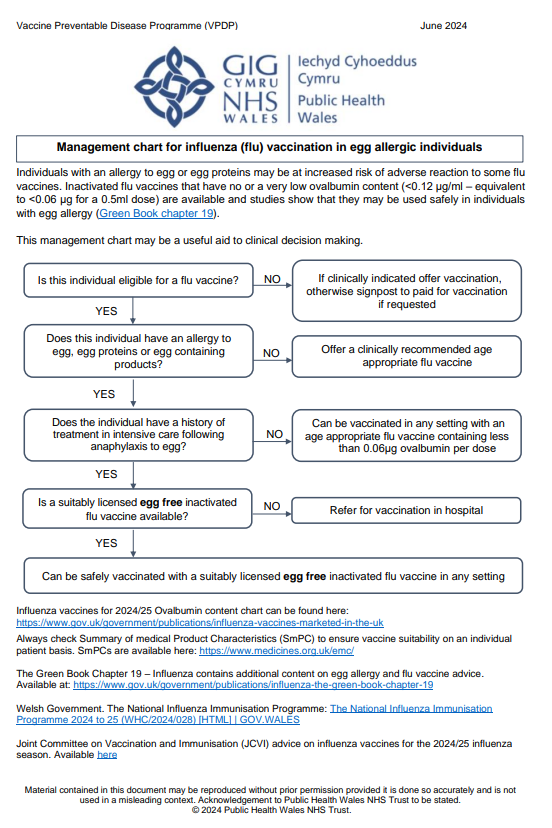 Vaccine Preventable Disease Programme (VPDP) June 2024
GIG
CYMRU
NHS
WALES
Iechyd Cyhoeddus
Cymru
Public Health
Wales
Management chart for influenza (flu) vaccination in egg allergic individuals
Individuals with an allergy to egg or egg proteins may be at increased risk of adverse reaction to some flu
vaccines. Inactivated flu vaccines that have no or a very low ovalbumin content (<0.12 µg/ml – equivalent
to <0.06 µg for a 0.5ml dose) are available and studies show that they may be used safely in individuals
with egg allergy (Green Book chapter 19).
This management chart may be a useful aid to clinical decision making.
Is this individual eligible for a flu vaccine?
NO
If clinically indicated offer vaccination,
otherwise signpost to paid for vaccination
if requested
YES
Does this individual have an allergy to
egg, egg proteins or egg containing
products?
NO
Offer a clinically recommended age
appropriate flu vaccine
YES
Does the individual have a history of
treatment in intensive care following
anaphylaxis to egg?
NO
Can be vaccinated in any setting with an
age appropriate flu vaccine containing less
than 0.06µg ovalbumin per dose
YES
Is a suitably licensed egg free inactivated
flu vaccine available?
NO
Refer for vaccination in hospital
YES
Can be safely vaccinated with a suitably licensed egg free inactivated flu vaccine in any setting
Influenza vaccines for 2024/25 Ovalbumin content chart can be found here:
https://www.gov.uk/government/publications/influenza-vaccines-marketed-in-the-uk
Always check Summary of medical Product Characteristics (SmPC) to ensure vaccine suitability on an individual
patient basis. SmPCs are available here: https://www.medicines.org.uk/emc/
The Green Book Chapter 19 – Influenza contains additional content on egg allergy and flu vaccine advice.
Available at: https://www.gov.uk/government/publications/influenza-the-green-book-chapter-19
Welsh Government. The National Influenza Immunisation Programme: The National Influenza Immunisation
Programme 2024 to 25 (WHC/2024/028) [HTML] | GOV.WALES
Joint Committee on Vaccination and Immunisation (JCVI) advice on influenza vaccines for the 2024/25 influenza
season. Available here
Material contained in this document may be reproduced without prior permission provided it is done so accurately and is not
used in a misleading context. Acknowledgement to Public Health Wales NHS Trust to be stated.
© 2024 Public Health Wales NHS Trust.